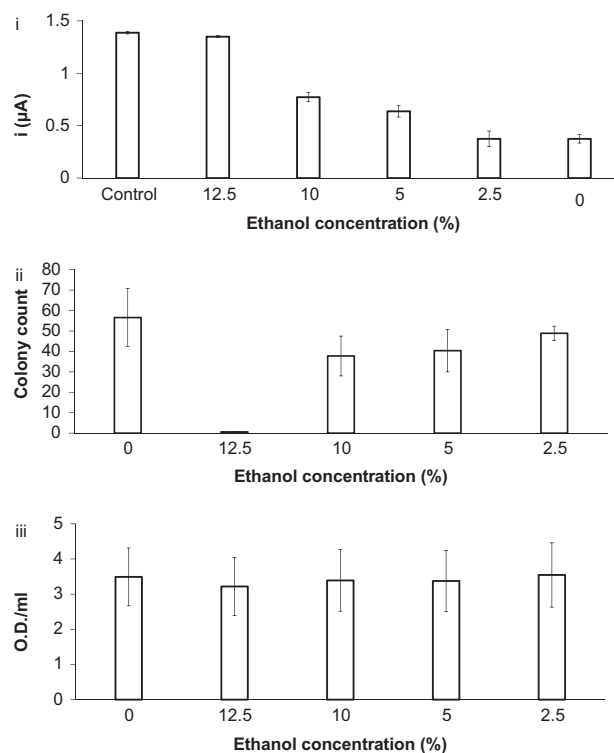 i
1.5
1
0.5
0
i (µA)
Control 12.5 10 5 2.5 0
Ethanol concentration (%)
ii
80
70
60
50
40
30
20
10
0
Colony count
0 12.5 10 5 2.5
Ethanol concentration (%)
iii
5
4
3
2
1
0
O.D./ml
0 12.5 10 5 2.5
Ethanol concentration (%)